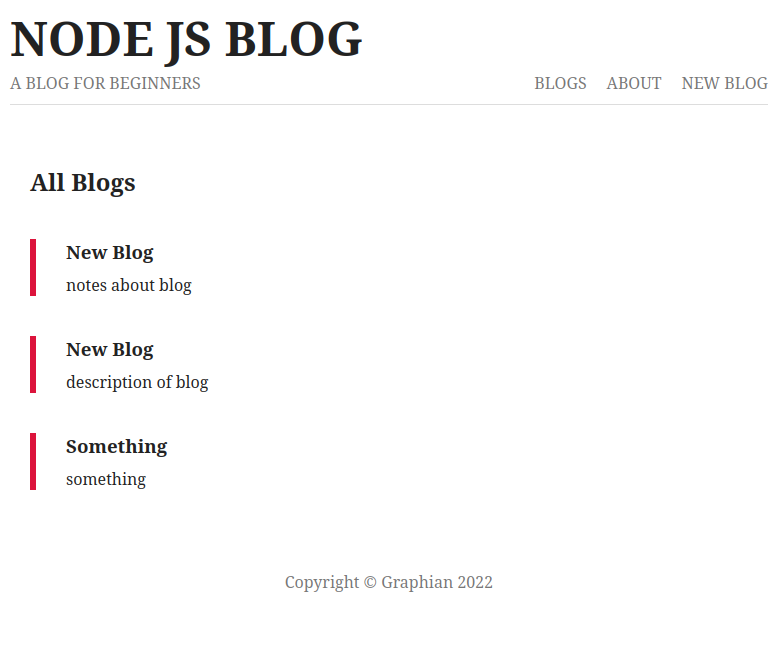 NODE JS BLOG
A BLOG FOR BEGINNERS BLOGS ABOUT NEW BLOG
All Blogs
New Blog
notes about blog
New Blog
description of blog
Something
something
Copyright © Graphian 2022